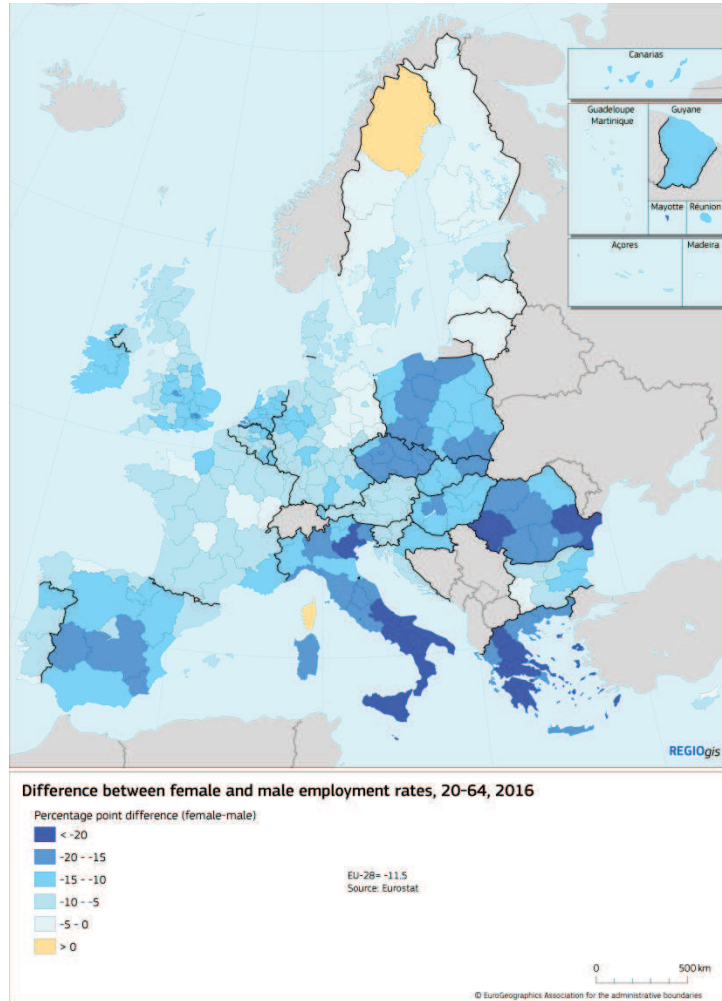 Canarias
Guadeloupe
Martinique
Guyane
Mayotte
Réunion
Açores
Madeira
REGIOgis
Difference between female and male employment rates, 20-64, 2016
Percentage point difference (female-male)
< -20
-20 - -15
-15 - -10
-10 - -5
-5 - 0
> 0
EU-28= -11.5
Source: Eurostat
0 500 km
© EuroGeographics Association for the administrative boundaries